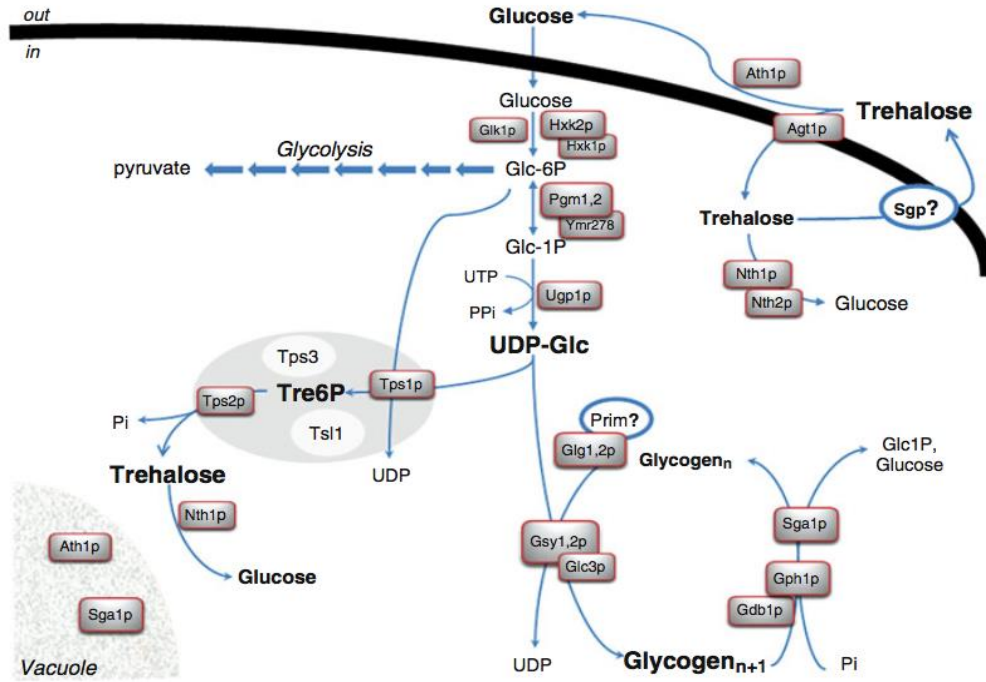 out
in
Glucose
Ath1p
Trehalose
Agt1p
Glucose
Glk1p
Hxk2p
Hxk1p
Glycolysis
pyruvate
Glc-6P
Pgm1,2
Ymr278
Glc-1P
Sgp?
Trehalose
Nth1p
Nth2p
Glucose
UTP
PPi
Ugp1p
UDP-Glc
Tps3
Tps1p
Tre6P
Tps2p
Tsl1
Pi
UDP
Trehalose
Nth1p
Glucose
Prim?
Glg1,2p
Glycogenn
Glc1P,
Glucose
Sga1p
Gsy1,2p
Glc3p
Gph1p
Gdb1p
UDP
Glycogenn+1
Pi
Ath1p
Sga1p
Vacuole